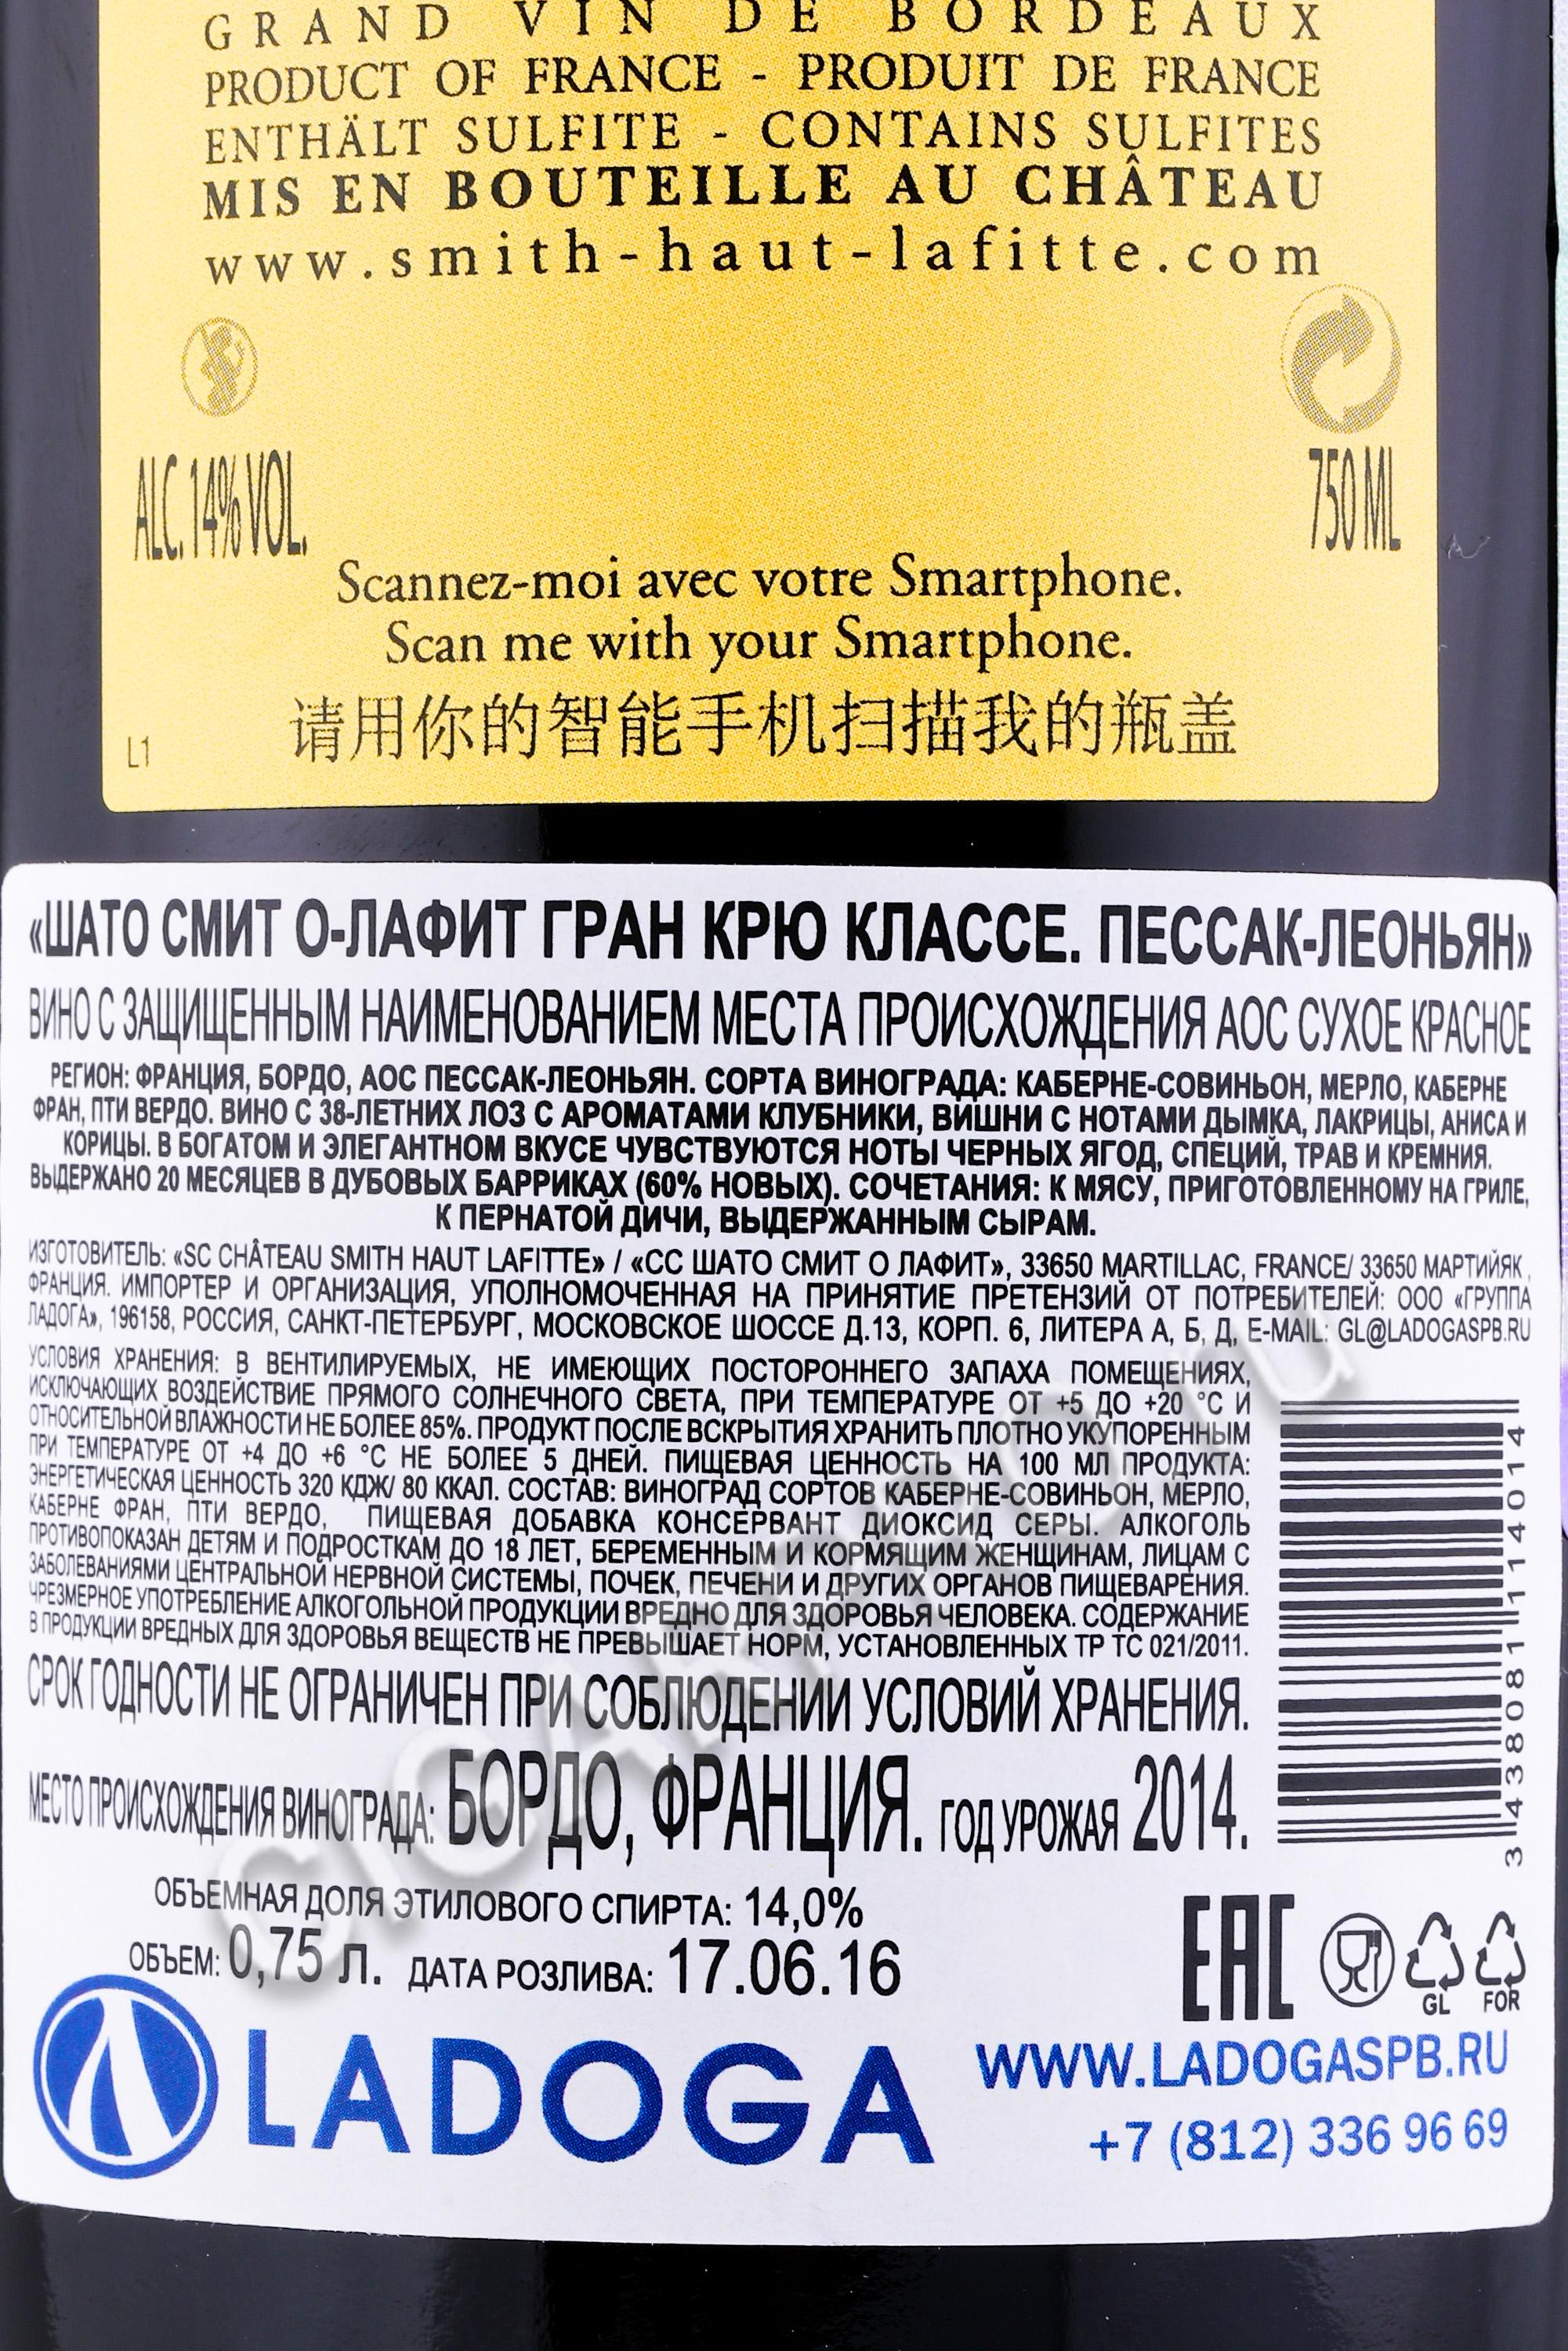 GRAND VIN DE BORDEAUX
PRODUCT OF FRANCE - PRODUIT DE FRANCE
ENTHÄLT SULFITE - CONTAINS SULFITES
MIS EN BOUTEILLE AU CHÂTEAU
www.smith-haut-lafitte.com
ALC. 14% VOL.
750 ML
Scannez-moi avec votre Smartphone.
Scan me with your Smartphone.
请用你的智能手机扫描我的瓶盖
L1
«ШАТО СМИТ О-ЛАФИТ ГРАН КРЮ КЛАССЕ. ПЕССАК-ЛЕОНЬЯН»
ВИНО С ЗАЩИЩЕННЫМ НАИМЕНОВАНИЕМ МЕСТА ПРОИСХОЖДЕНИЯ АОС СУХОЕ КРАСНОЕ
РЕГИОН: ФРАНЦИЯ, БОРДО, АОС ПЕССАК-ЛЕОНЬЯН. СОРТА ВИНОГРАДА: КАБЕРНЕ-СОВИНЬОН, МЕРЛО, КАБЕРНЕ
ФРАН, ПТИ ВЕРДО. ВИНО С 38-ЛЕТНИХ ЛОЗ С АРОМАТАМИ КЛУБНИКИ, ВИШНИ С НОТАМИ ДЫМКА, ЛАКРИЦЫ, АНИСА И
КОРИЦЫ. В БОГАТОМ И ЭЛЕГАНТНОМ ВКУСЕ ЧУВСТВУЮТСЯ НОТЫ ЧЕРНЫХ ЯГОД, СПЕЦИЙ, ТРАВ И КРЕМНИЯ.
ВЫДЕРЖАНО 20 МЕСЯЦЕВ В ДУБОВЫХ БАРРИКАХ (60% НОВЫХ). СОЧЕТАНИЯ: К МЯСУ, ПРИГОТОВЛЕННОМУ НА ГРИЛЕ,
К ПЕРНАТОЙ ДИЧИ, ВЫДЕРЖАННЫМ СЫРАМ.
ИЗГОТОВИТЕЛЬ: «SC CHÂTEAU SMITH HAUT LAFITTE» / «СС ШАТО СМИТ О ЛАФИТ», 33650 MARTILLAC, FRANCE/ 33650 МАРТИЙЯК,
ФРАНЦИЯ. ИМПОРТЕР И ОРГАНИЗАЦИЯ, УПОЛНОМОЧЕННАЯ НА ПРИНЯТИЕ ПРЕТЕНЗИЙ ОТ ПОТРЕБИТЕЛЕЙ: ООО «ГРУППА
ЛАДОГА», 196158, РОССИЯ, САНКТ-ПЕТЕРБУРГ, МОСКОВСКОЕ ШОССЕ Д.13, КОРП. 6, ЛИТЕРА А, Б, Д, E-MAIL: GL@LADOGASPB.RU
УСЛОВИЯ ХРАНЕНИЯ: В ВЕНТИЛИРУЕМЫХ, НЕ ИМЕЮЩИХ ПОСТОРОННЕГО ЗАПАХА ПОМЕЩЕНИЯХ,
ИСКЛЮЧАЮЩИХ ВОЗДЕЙСТВИЕ ПРЯМОГО СОЛНЕЧНОГО СВЕТА, ПРИ ТЕМПЕРАТУРЕ ОТ +5 ДО +20 °С И
ОТНОСИТЕЛЬНОЙ ВЛАЖНОСТИ НЕ БОЛЕЕ 85%. ПРОДУКТ ПОСЛЕ ВСКРЫТИЯ ХРАНИТЬ ПЛОТНО УКУПОРЕННЫМ
ПРИ ТЕМПЕРАТУРЕ ОТ +4 ДО +6 °С НЕ БОЛЕЕ 5 ДНЕЙ. ПИЩЕВАЯ ЦЕННОСТЬ НА 100 МЛ ПРОДУКТА:
ЭНЕРГЕТИЧЕСКАЯ ЦЕННОСТЬ 320 КДЖ/ 80 ККАЛ. СОСТАВ: ВИНОГРАД СОРТОВ КАБЕРНЕ-СОВИНЬОН, МЕРЛО,
КАБЕРНЕ ФРАН, ПТИ ВЕРДО, ПИЩЕВАЯ ДОБАВКА КОНСЕРВАНТ ДИОКСИД СЕРЫ. АЛКОГОЛЬ
ПРОТИВОПОКАЗАН ДЕТЯМ И ПОДРОСТКАМ ДО 18 ЛЕТ, БЕРЕМЕННЫМ И КОРМЯЩИМ ЖЕНЩИНАМ, ЛИЦАМ С
ЗАБОЛЕВАНИЯМИ ЦЕНТРАЛЬНОЙ НЕРВНОЙ СИСТЕМЫ, ПОЧЕК, ПЕЧЕНИ И ДРУГИХ ОРГАНОВ ПИЩЕВАРЕНИЯ.
ЧРЕЗМЕРНОЕ УПОТРЕБЛЕНИЕ АЛКОГОЛЬНОЙ ПРОДУКЦИИ ВРЕДНО ДЛЯ ЗДОРОВЬЯ ЧЕЛОВЕКА. СОДЕРЖАНИЕ
В ПРОДУКЦИИ ВРЕДНЫХ ДЛЯ ЗДОРОВЬЯ ВЕЩЕСТВ НЕ ПРЕВЫШАЕТ НОРМ, УСТАНОВЛЕННЫХ ТР ТС 021/2011.
СРОК ГОДНОСТИ НЕ ОГРАНИЧЕН ПРИ СОБЛЮДЕНИИ УСЛОВИЙ ХРАНЕНИЯ.
МЕСТО ПРОИСХОЖДЕНИЯ ВИНОГРАДА: БОРДО, ФРАНЦИЯ. ГОД УРОЖАЯ 2014.
3 438081 114014
ОБЪЕМНАЯ ДОЛЯ ЭТИЛОВОГО СПИРТА: 14,0%
ОБЪЕМ: 0,75 Л. ДАТА РОЗЛИВА: 17.06.16
EAC
GL
FOR
LADOGA
WWW.LADOGASPB.RU
+7 (812) 336 96 69